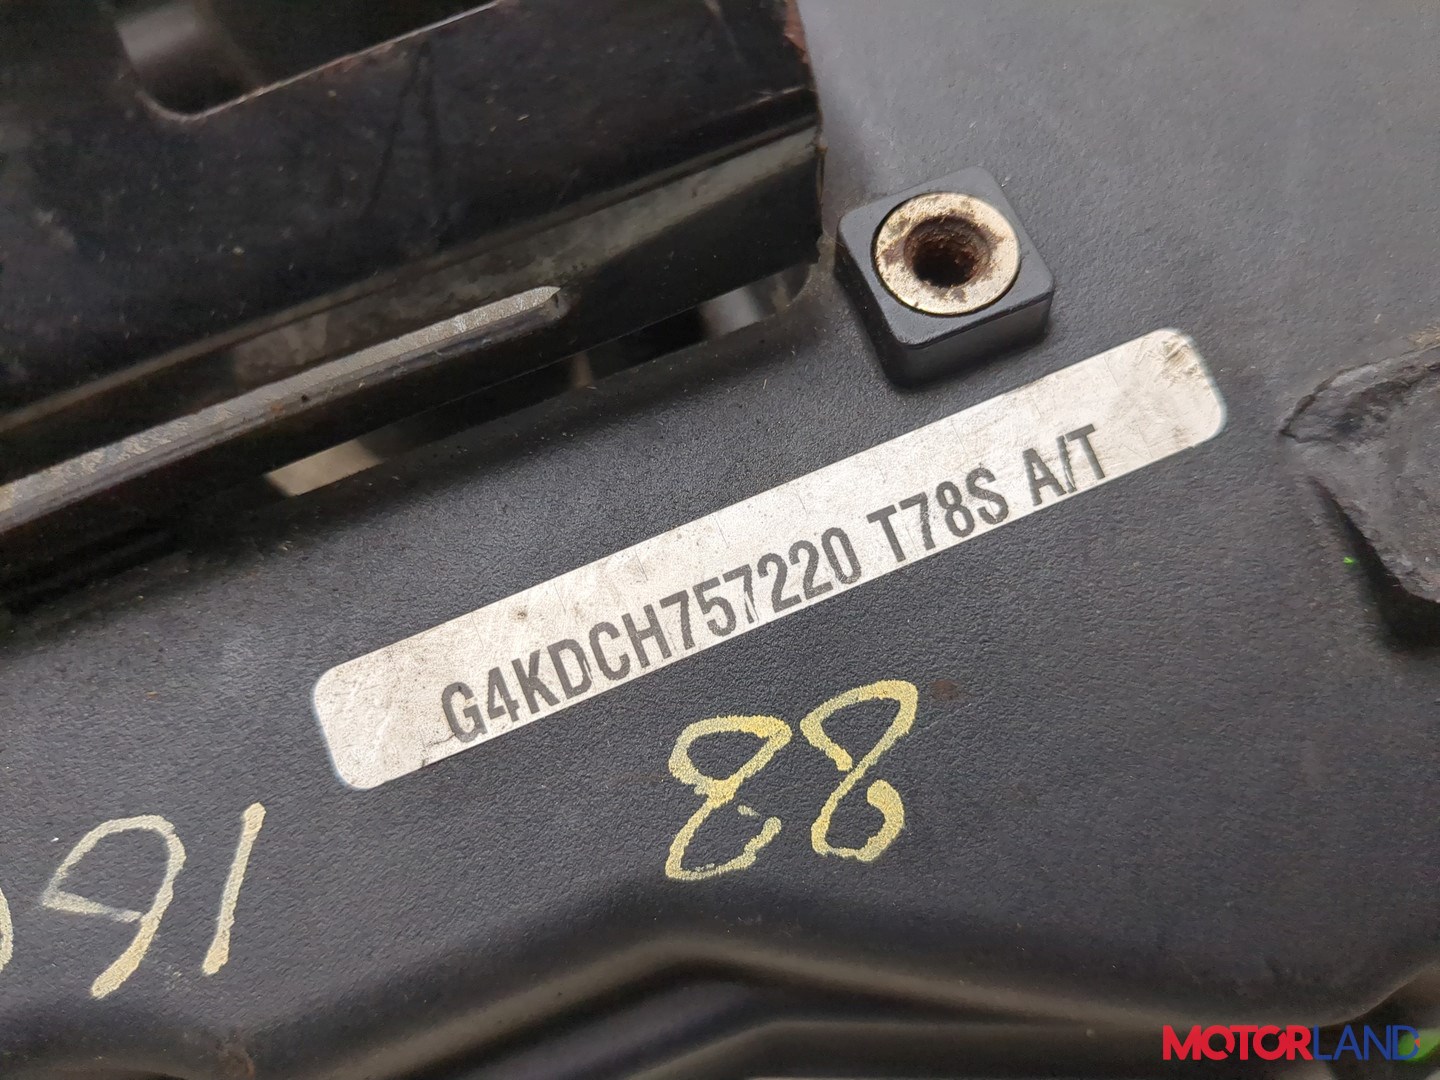 G4KDCH757220 T78S A/T
88
MOTORLAND